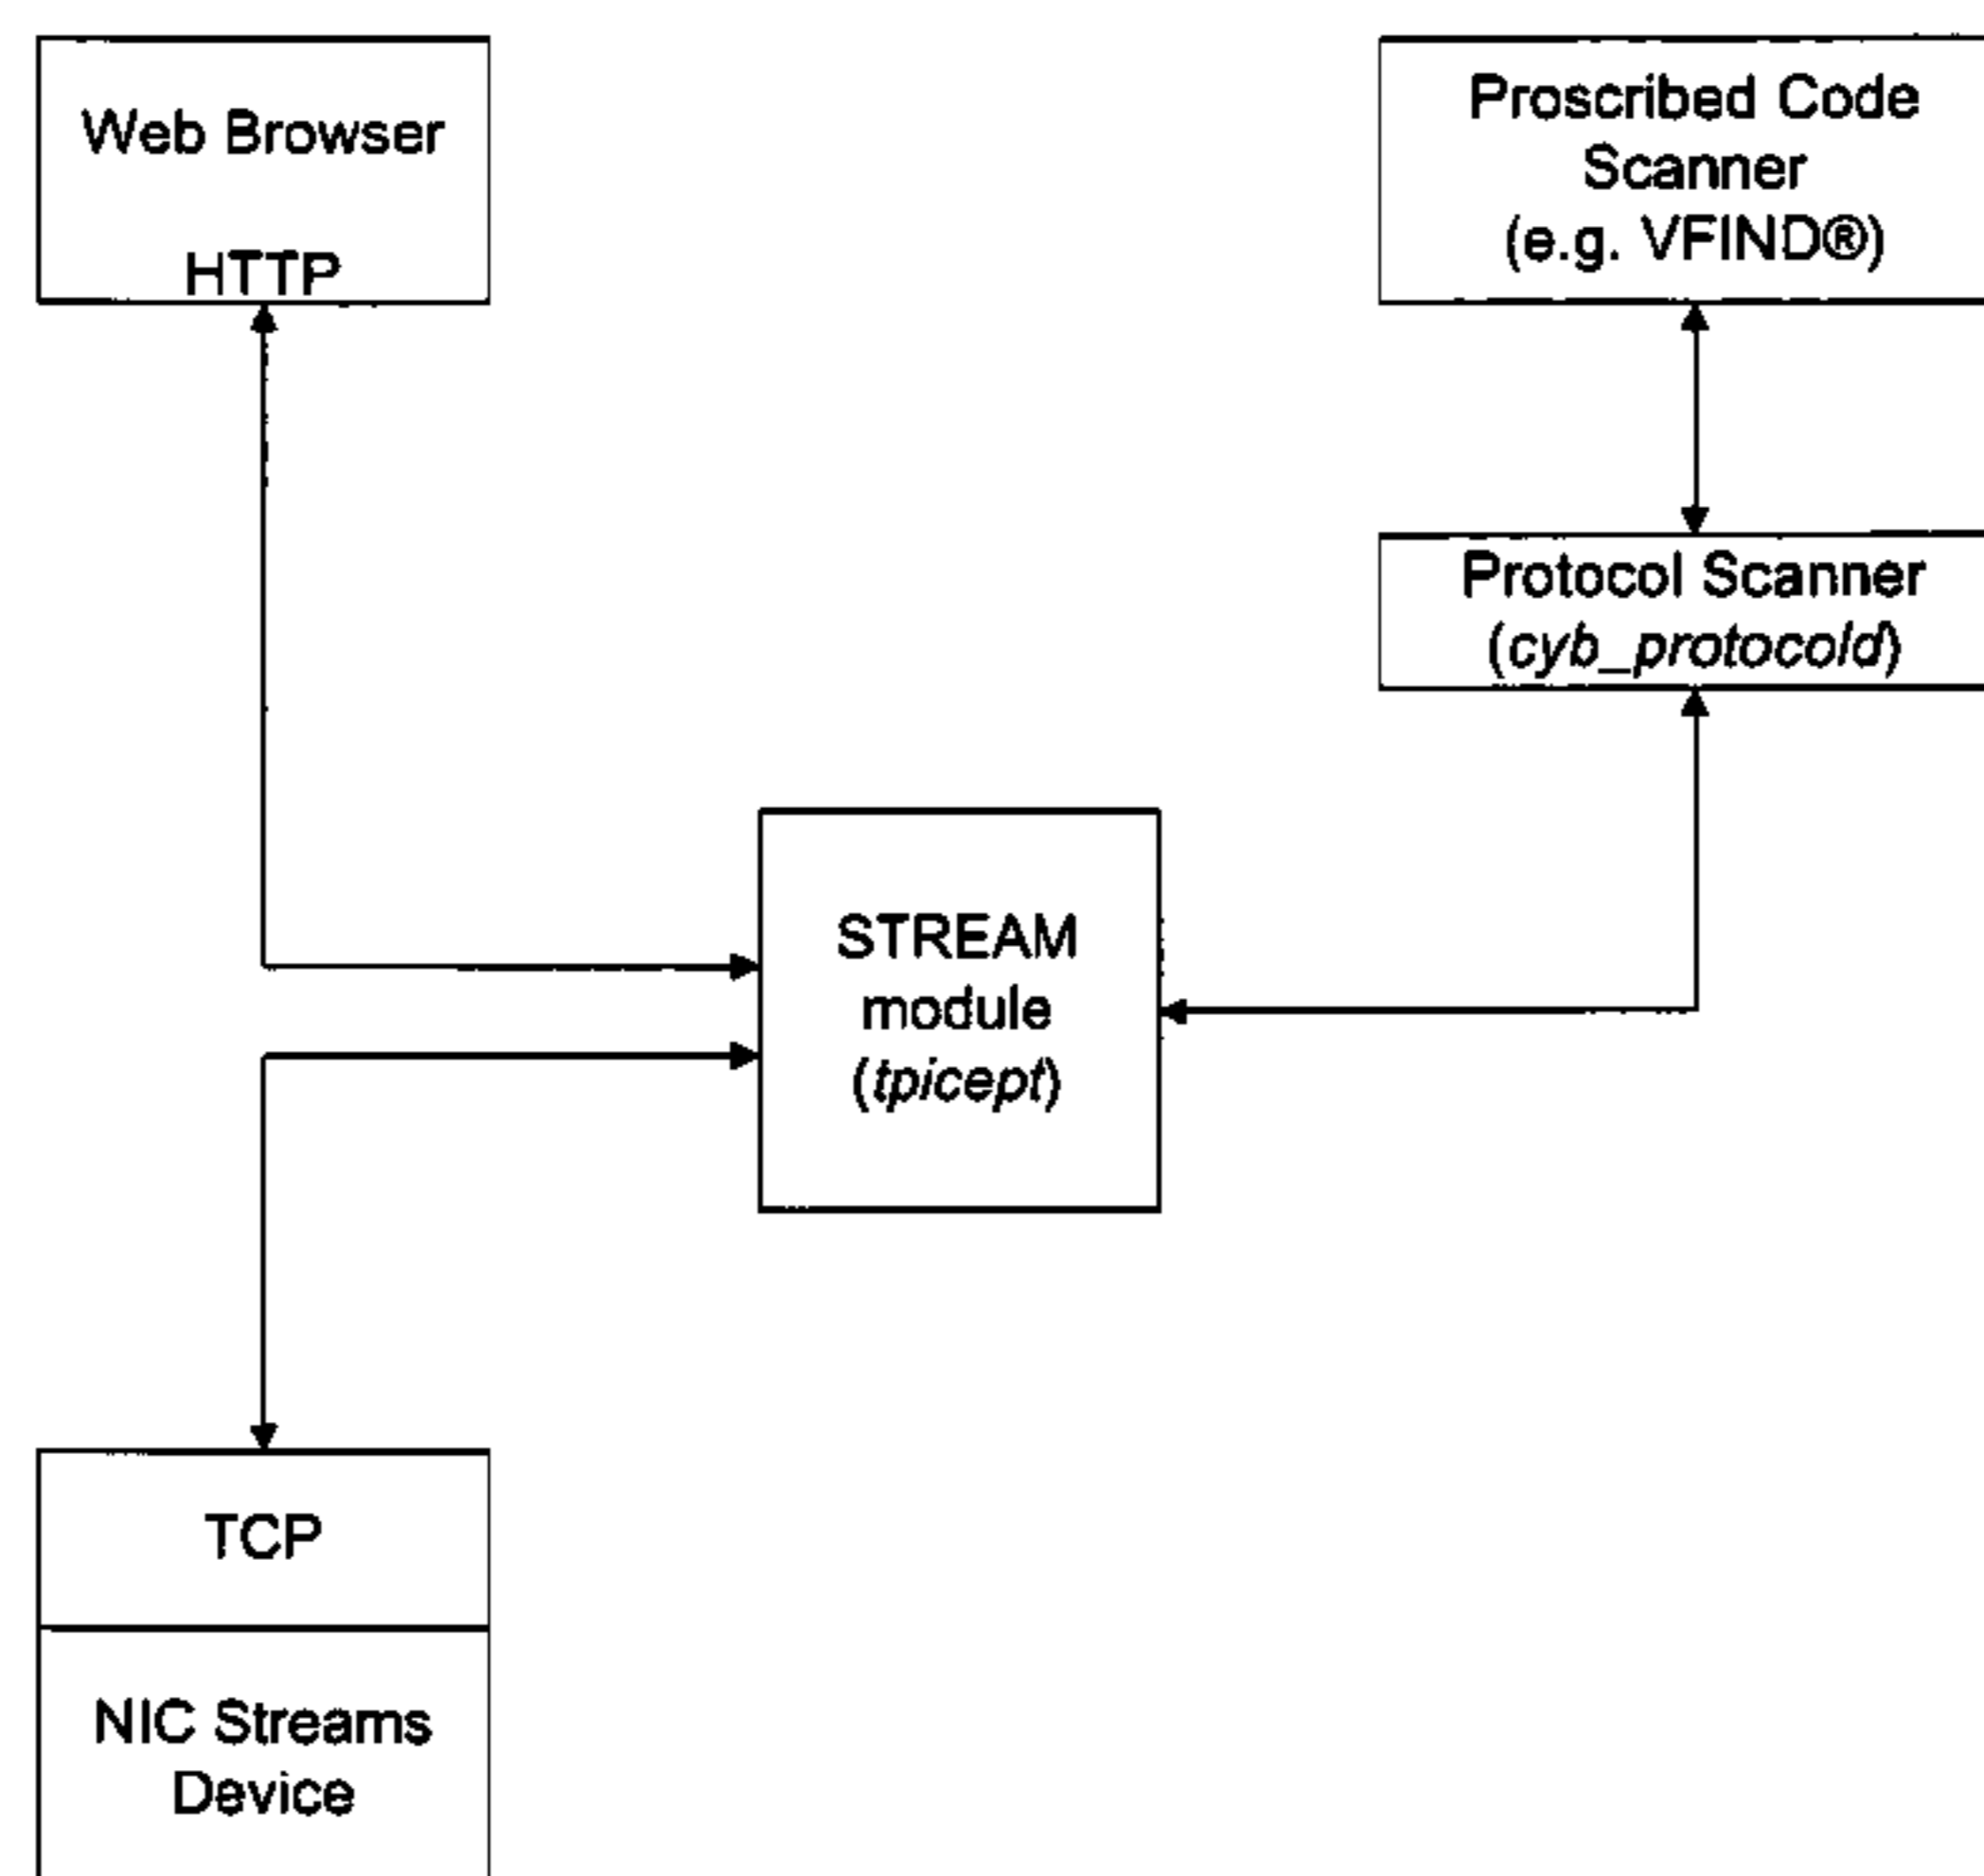 Web Browser
HTTP
Proscribed Code
Scanner
(e.g. VFIND®)
Protocol Scanner
(cyb_protocold)
STREAM
module
(tpicept)
TCP
NIC Streams
Device